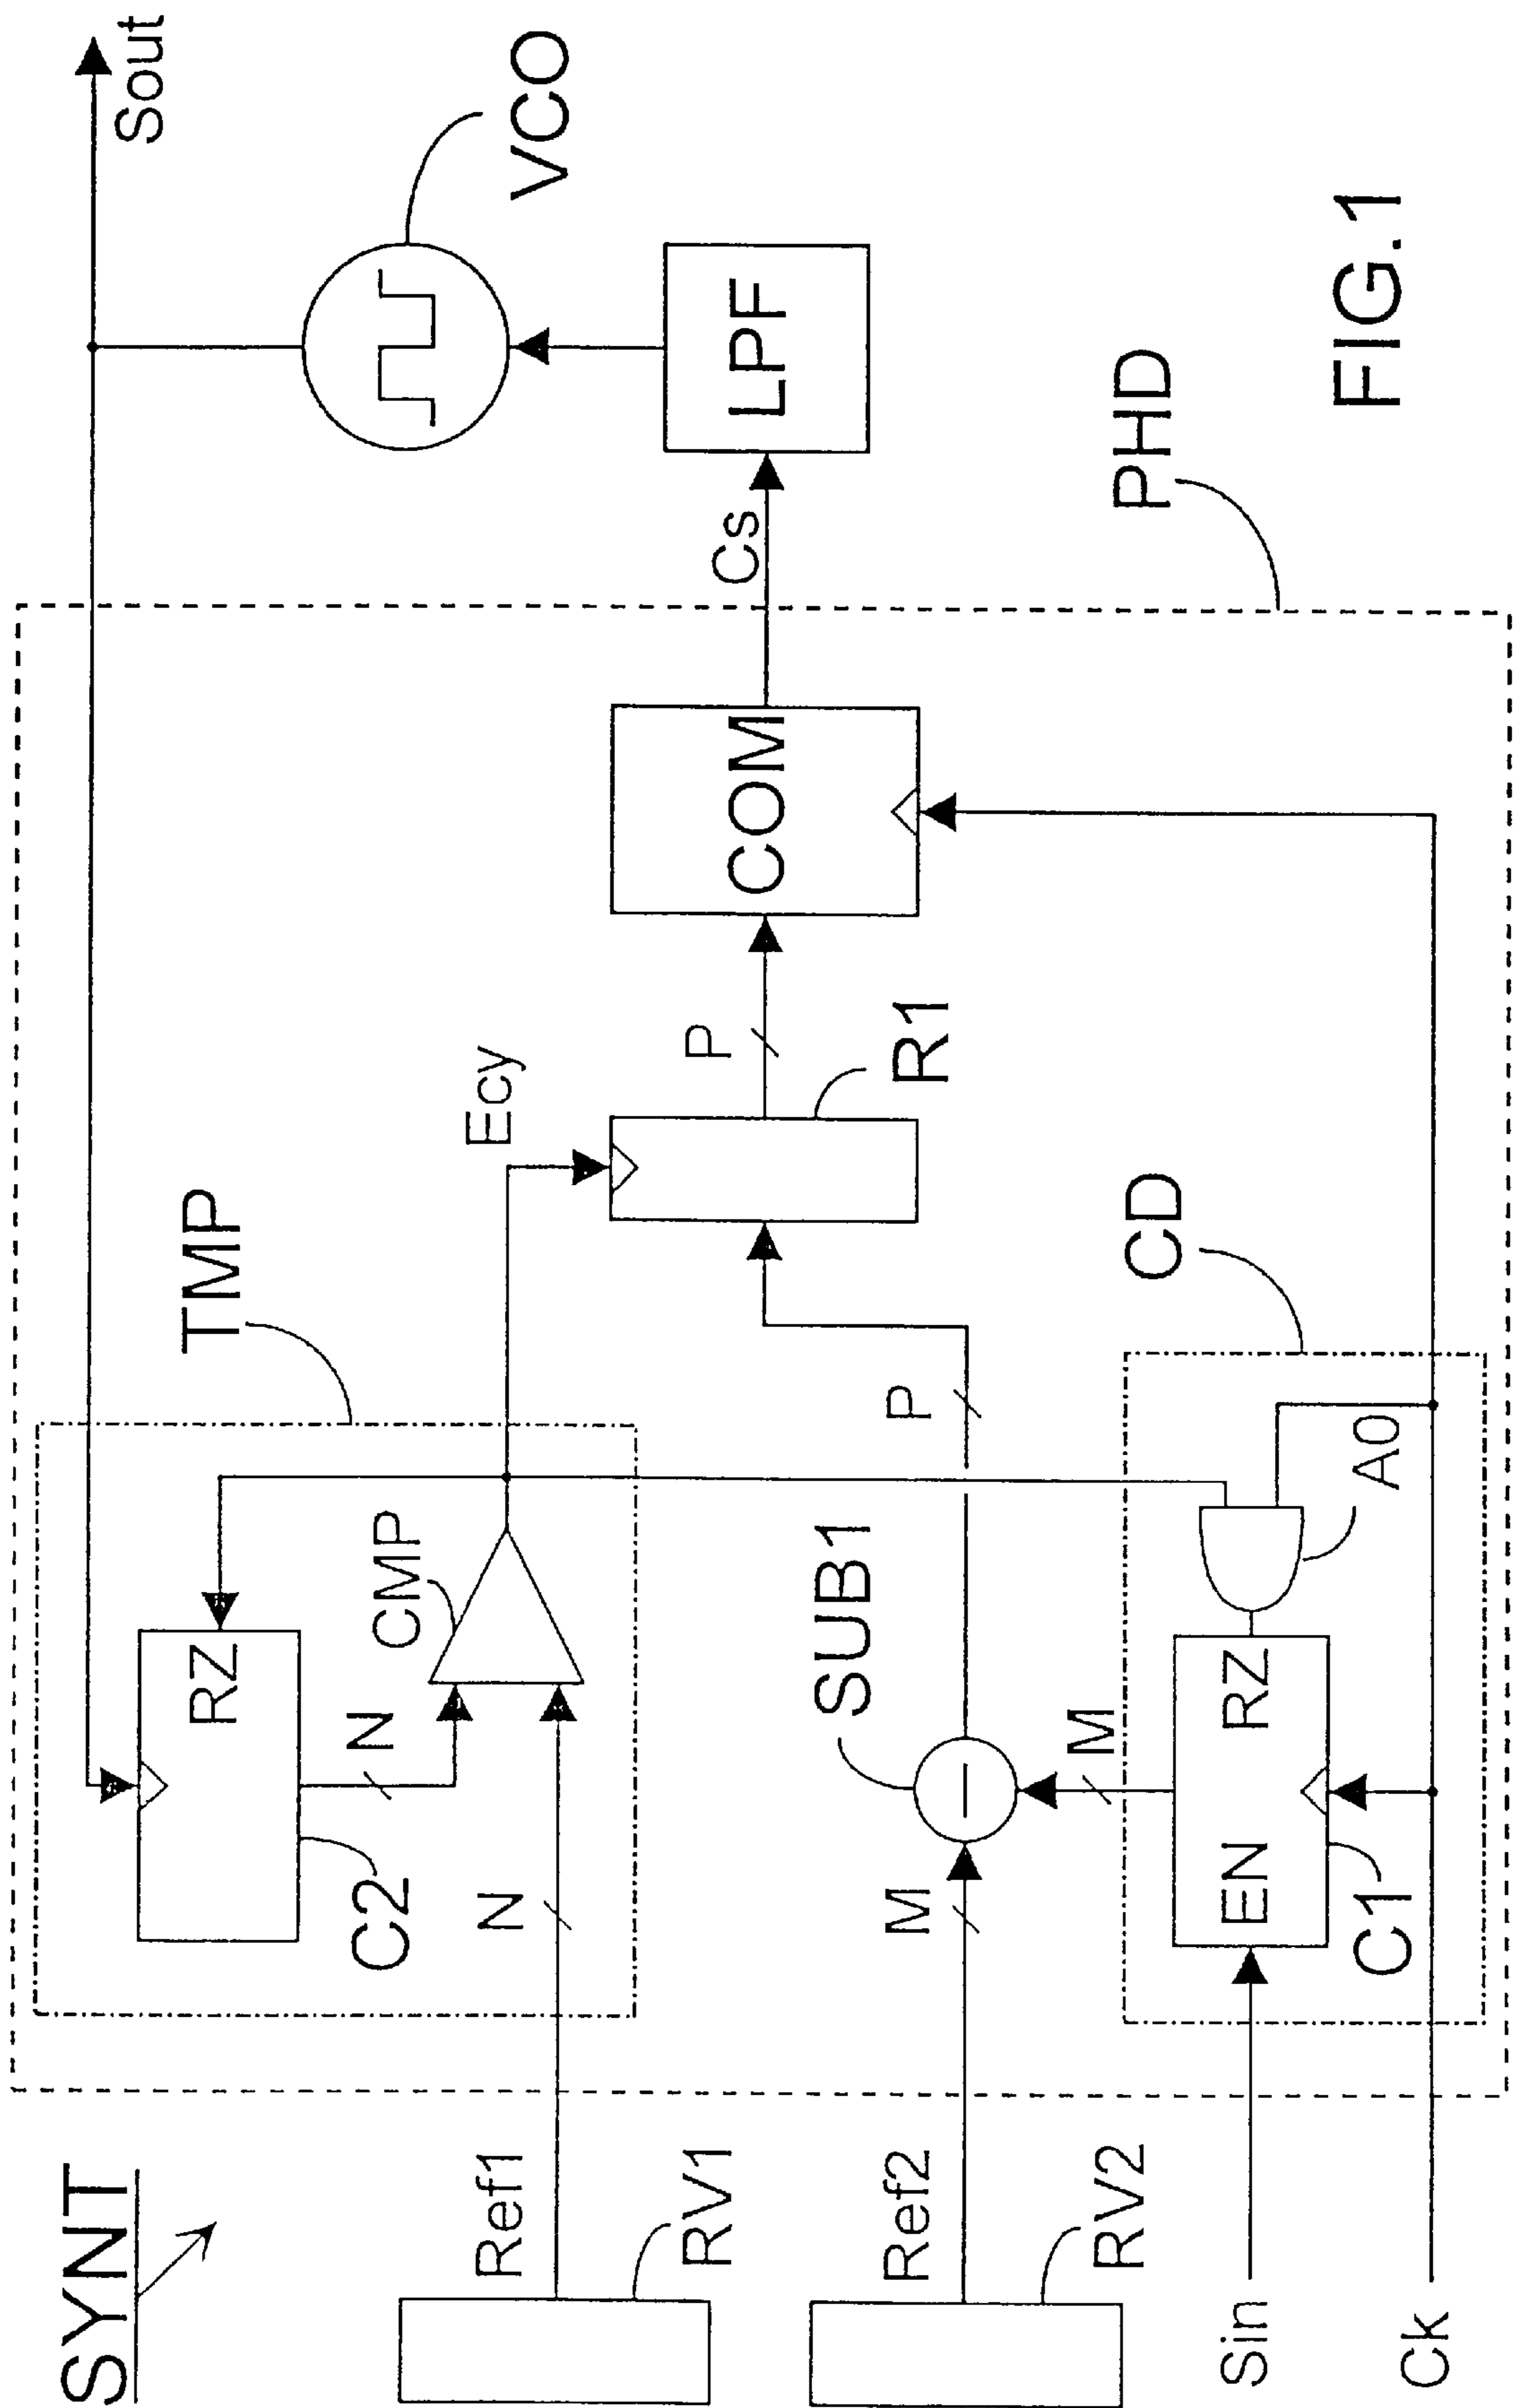 SYNT
Sout
TMP
RZ
C2
N
CMP
Ecy
VCO
Ref1
N
RV1
P
R1
COM
Cs
LPF
SUB1
Ref2
M
RV2
M
P
CD
PHD
Sin
EN
RZ
A0
C1
Ck
FIG.1